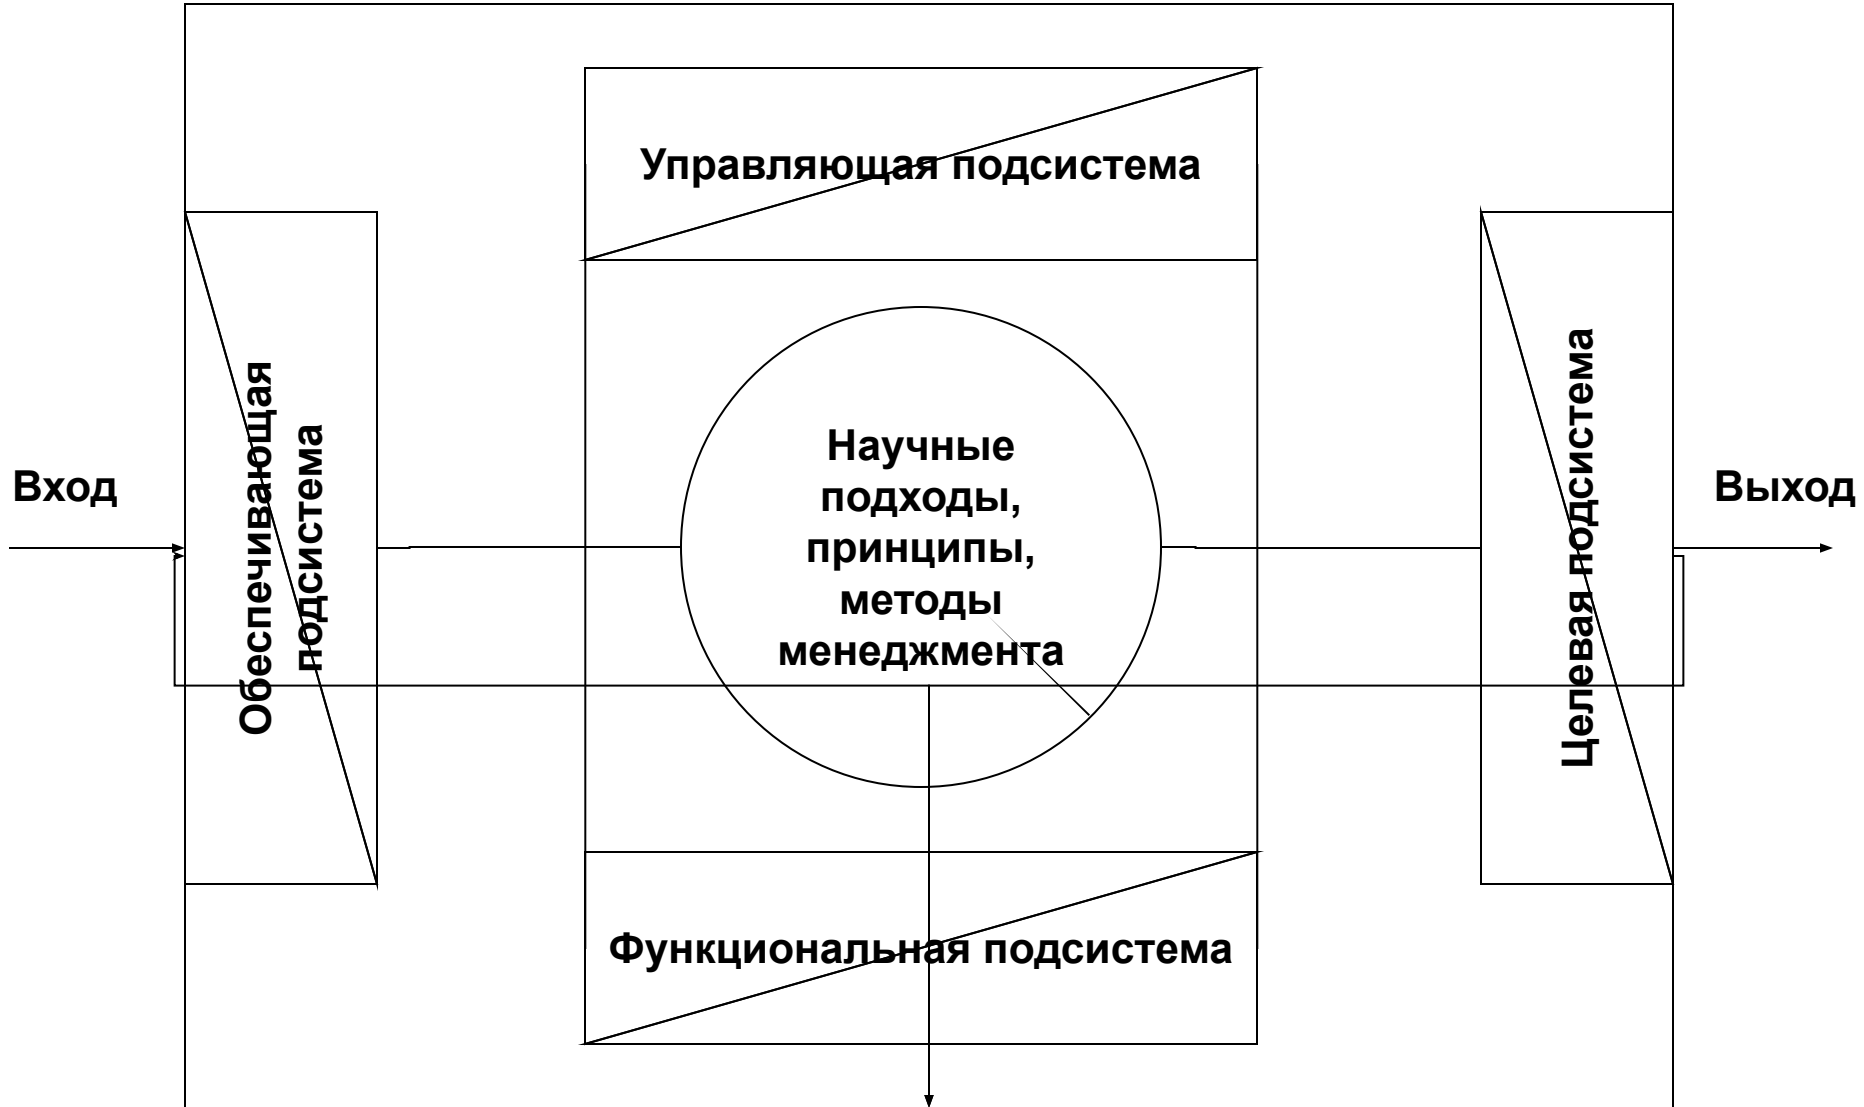 Управляющая подсистема
Вход
Обеспечивающая
подсистема
Научные
подходы,
принципы,
методы
менеджмента
Целевая подсистема
Выход
Функциональная подсистема